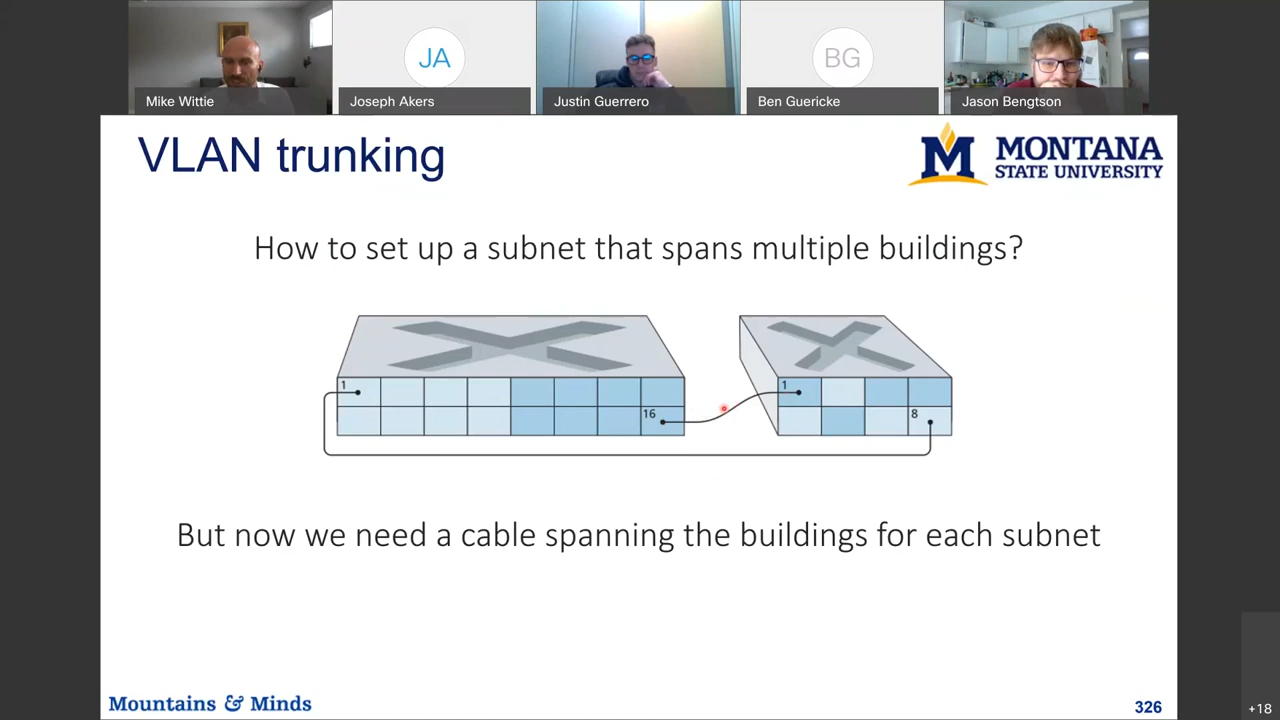 JA
BG
Mike Wittie
Joseph Akers
Justin Guerrero
Ben Guericke
Jason Bengtson
VLAN trunking
M MONTANA
STATE UNIVERSITY
How to set up a subnet that spans multiple buildings?
1
1
16
8
But now we need a cable spanning the buildings for each subnet
Mountains & Minds
326
+18